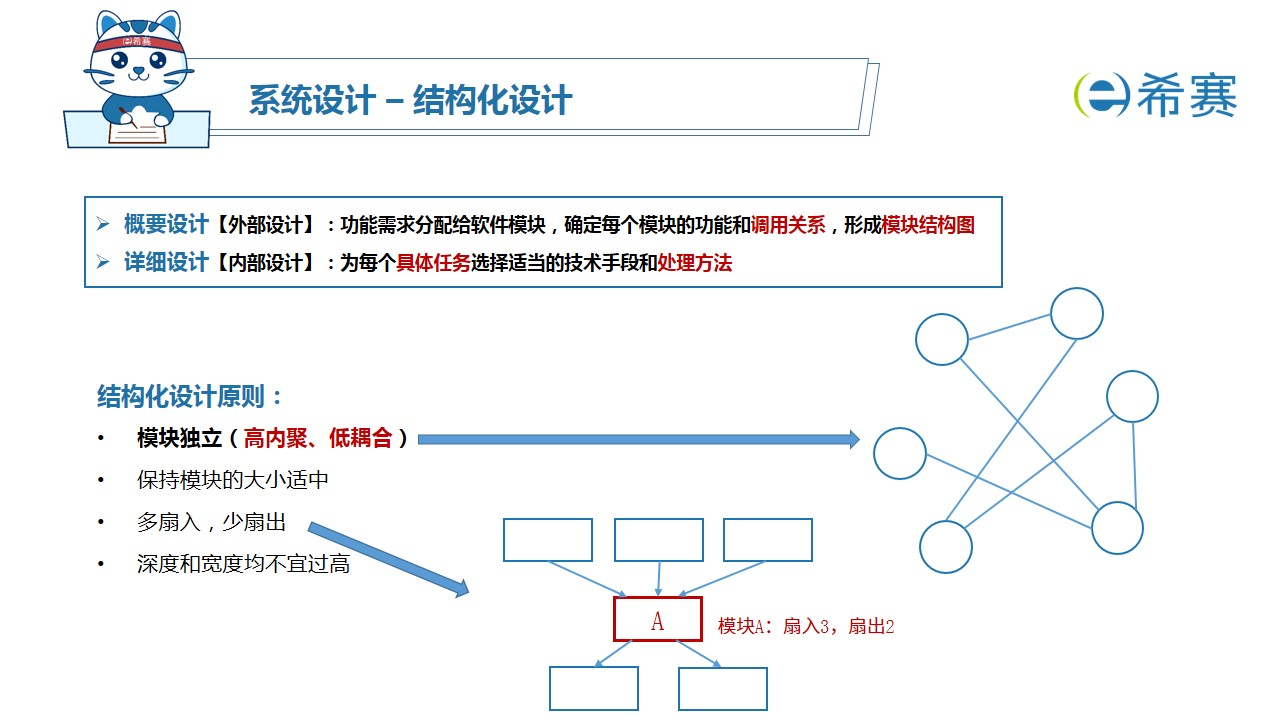 希赛
系统设计 – 结构化设计
希赛
➢ 概要设计【外部设计】：功能需求分配给软件模块，确定每个模块的功能和调用关系，形成模块结构图
➢ 详细设计【内部设计】：为每个具体任务选择适当的技术手段和处理方法
结构化设计原则：
• 模块独立（高内聚、低耦合）
• 保持模块的大小适中
• 多扇入，少扇出
• 深度和宽度均不宜过高
A
模块A：扇入3，扇出2